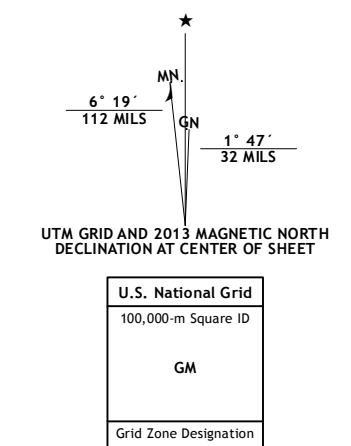 ★
MN
GN
6° 19´
112 MILS
1° 47´
32 MILS
UTM GRID AND 2013 MAGNETIC NORTH
DECLINATION AT CENTER OF SHEET
U.S. National Grid
100,000-m Square ID
GM
Grid Zone Designation